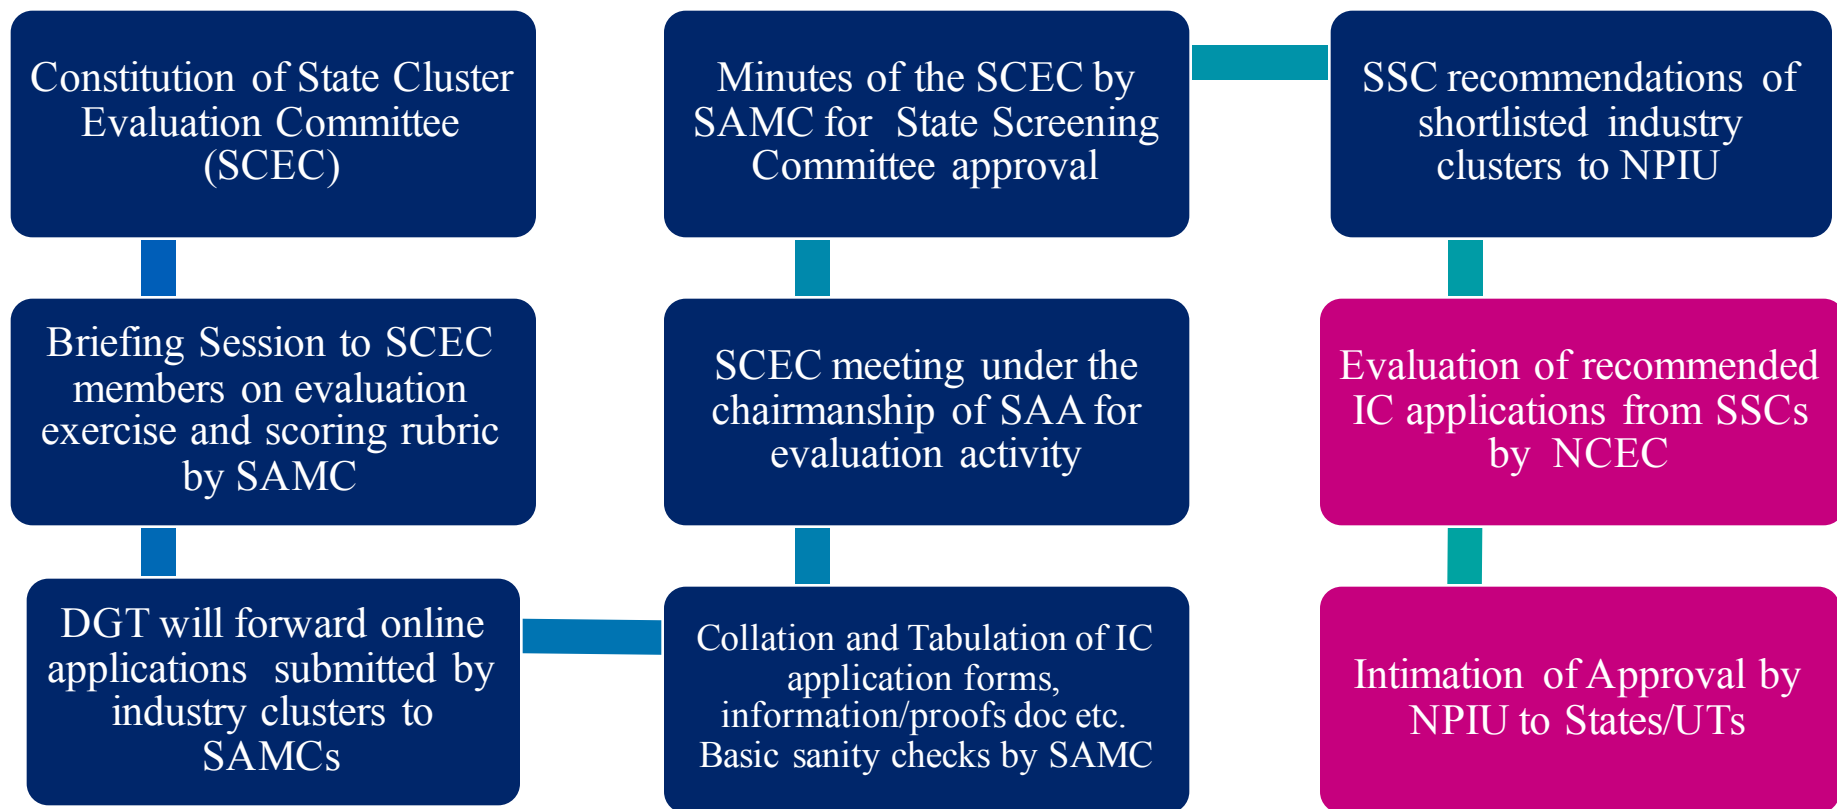 Constitution of State Cluster
Evaluation Committee
(SCEC)
Briefing Session to SCEC
members on evaluation
exercise and scoring rubric
by SAMC
DGT will forward online
applications submitted by
industry clusters to
SAMCs
Collation and Tabulation of IC
application forms,
information/proofs doc etc.
Basic sanity checks by SAMC
SCEC meeting under the
chairmanship of SAA for
evaluation activity
Minutes of the SCEC by
SAMC for State Screening
Committee approval
SSC recommendations of
shortlisted industry
clusters to NPIU
Evaluation of recommended
IC applications from SSCs
by NCEC
Intimation of Approval by
NPIU to States/UTs